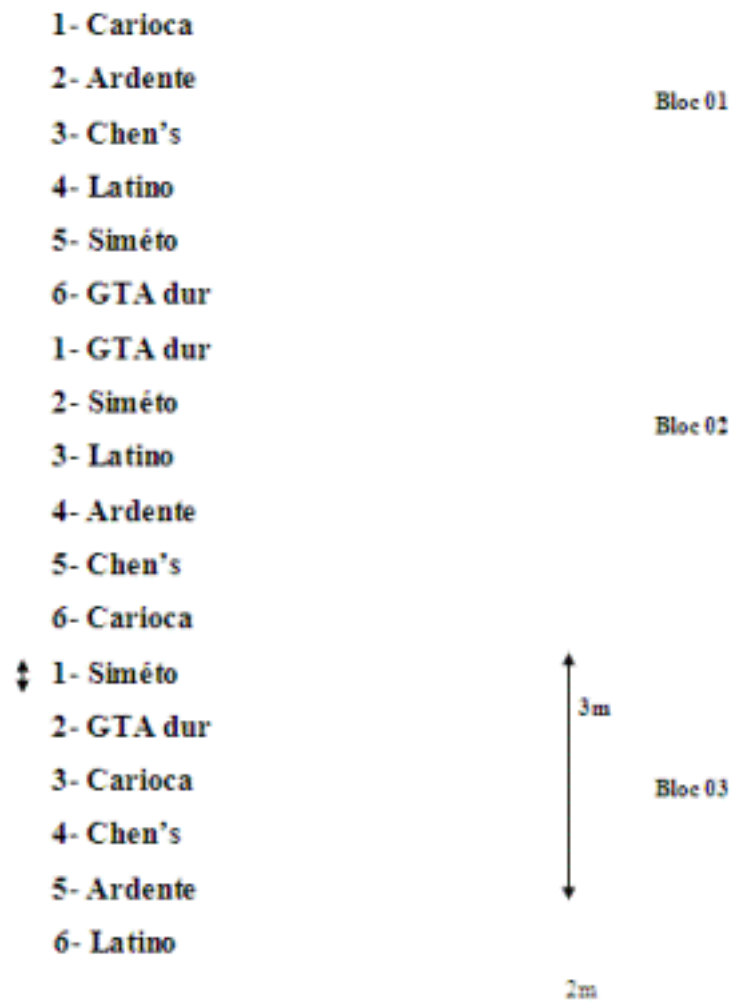 1- Carioca
2- Ardente
Bloc 01
3- Chen's
4- Latino
5- Siméto
6- GTA dur
1- GTA dur
2- Siméto
Bloc 02
3- Latino
4- Ardente
5- Chen's
6- Carioca
1- Siméto
3m
2- GTA dur
3- Carioca
Bloc 03
4- Chen's
5- Ardente
6- Latino
2m